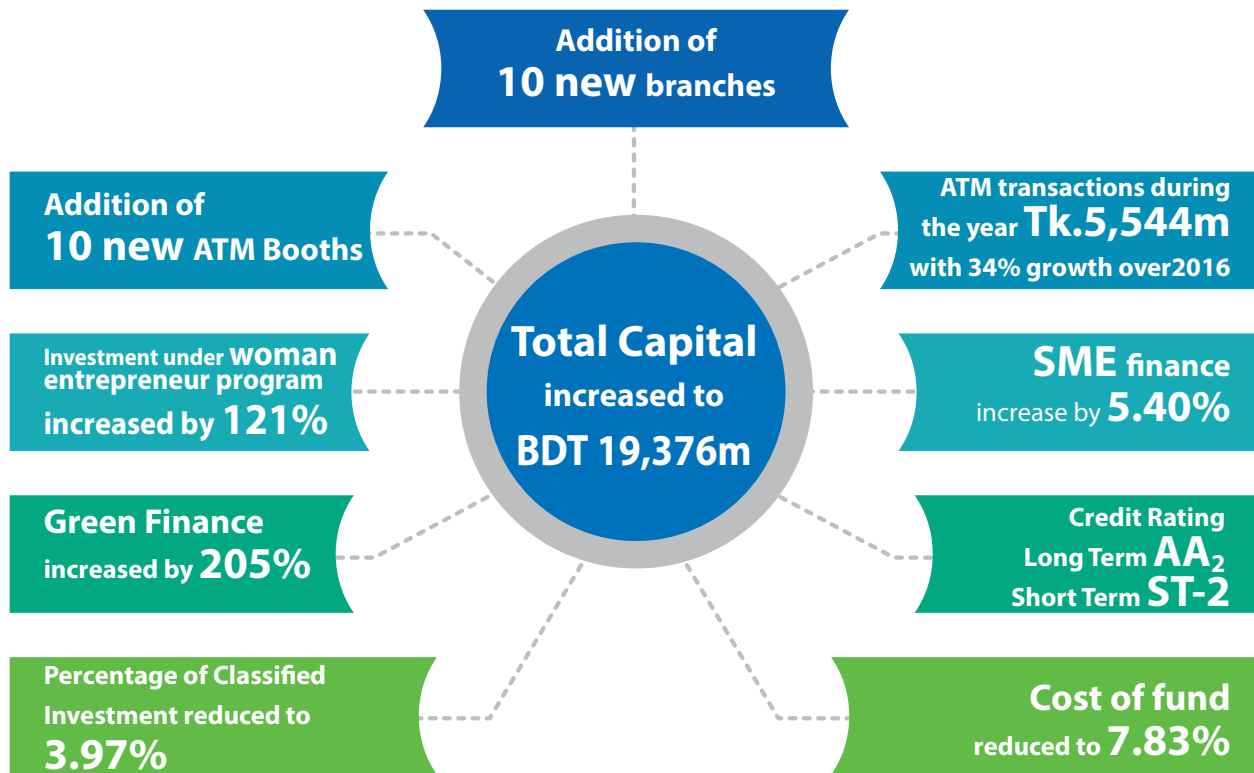 Addition of
10 new branches
Addition of
10 new ATM Booths
ATM transactions during
the year Tk.5,544m
with 34% growth over2016
Investment under woman
entrepreneur program
increased by 121%
Total Capital
increased to
BDT 19,376m
SME finance
increase by 5.40%
Green Finance
increased by 205%
Credit Rating
Long Term AA₂
Short Term ST-2
Percentage of Classified
Investment reduced to
3.97%
Cost of fund
reduced to 7.83%